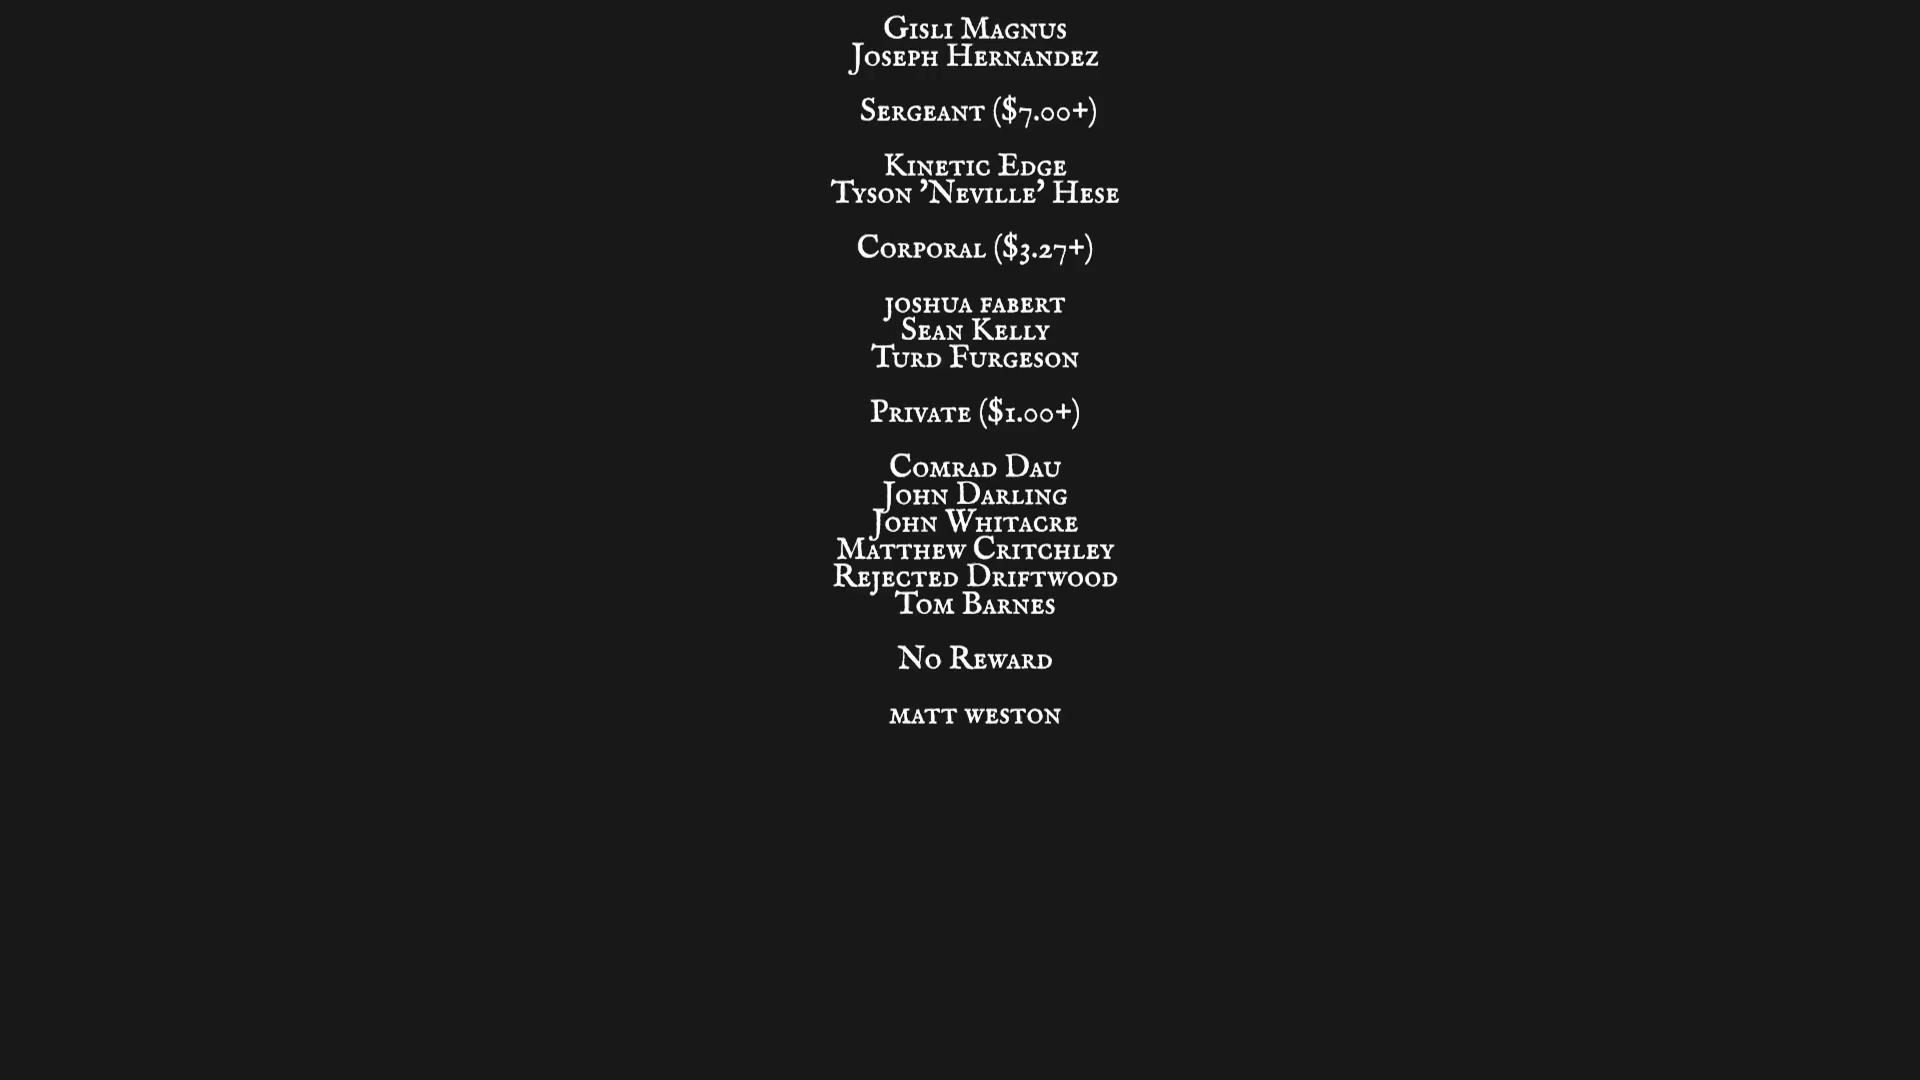 Gisli Magnus
Joseph Hernandez
Sergeant ($7.00+)
Kinetic Edge
Tyson 'Neville' Hese
Corporal ($3.27+)
joshua fabert
Sean Kelly
Turd Furgeson
Private ($1.00+)
Comrad Dau
John Darling
John Whitacre
Matthew Critchley
Rejected Driftwood
Tom Barnes
No Reward
matt weston